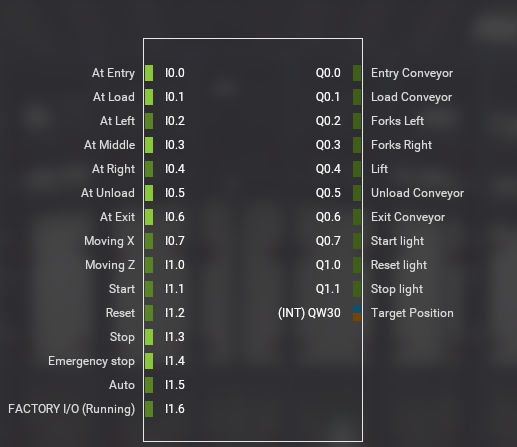 At Entry I0.0 Q0.0 Entry Conveyor
At Load I0.1 Q0.1 Load Conveyor
At Left I0.2 Q0.2 Forks Left
At Middle I0.3 Q0.3 Forks Right
At Right I0.4 Q0.4 Lift
At Unload I0.5 Q0.5 Unload Conveyor
At Exit I0.6 Q0.6 Exit Conveyor
Moving X I0.7 Q0.7 Start light
Moving Z I1.0 Q1.0 Reset light
Start I1.1 Q1.1 Stop light
Reset I1.2 (INT) QW30 Target Position
Stop I1.3
Emergency stop I1.4
Auto I1.5
FACTORY I/O (Running) I1.6